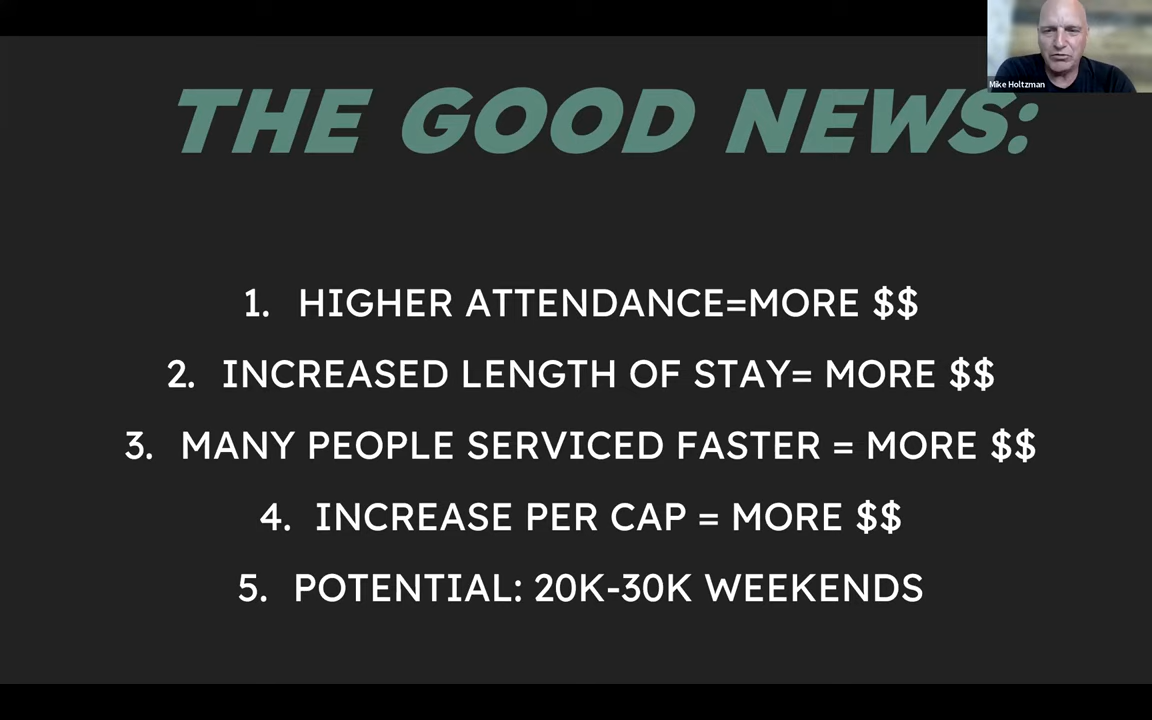 Mike Holtzman
THE GOOD NEWS:
1. HIGHER ATTENDANCE=MORE $$
2. INCREASED LENGTH OF STAY= MORE $$
3. MANY PEOPLE SERVICED FASTER = MORE $$
4. INCREASE PER CAP = MORE $$
5. POTENTIAL: 20K-30K WEEKENDS